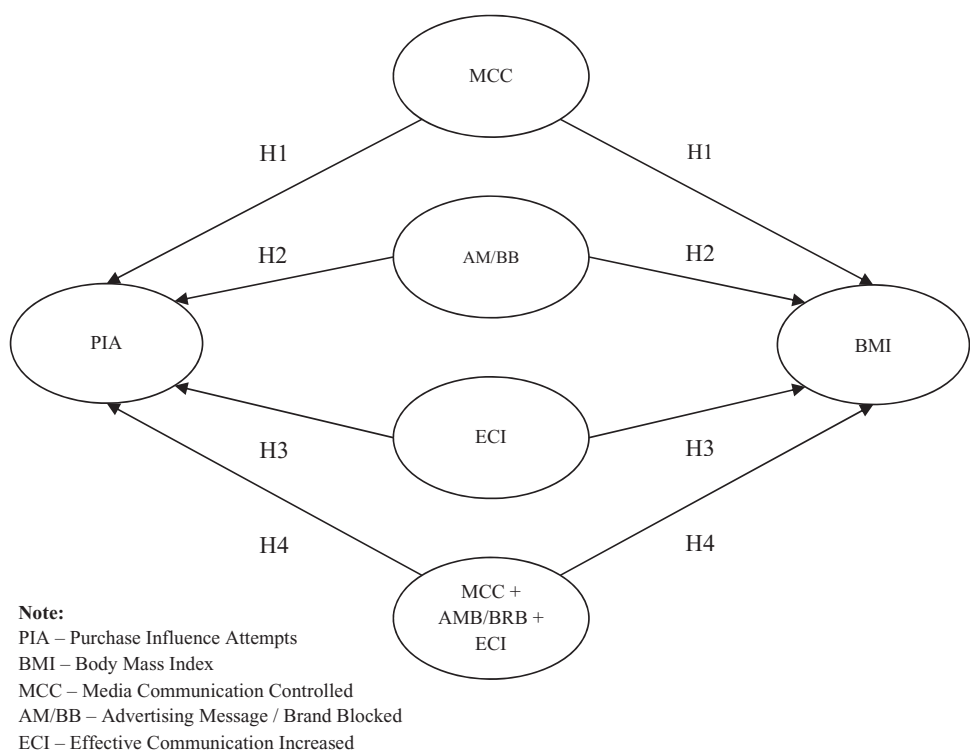 MCC
H1
H1
AM/BB
H2
H2
PIA
BMI
ECI
H3
H3
H4
H4
MCC +
AMB/BRB +
ECI
Note:
PIA – Purchase Influence Attempts
BMI – Body Mass Index
MCC – Media Communication Controlled
AM/BB – Advertising Message / Brand Blocked
ECI – Effective Communication Increased